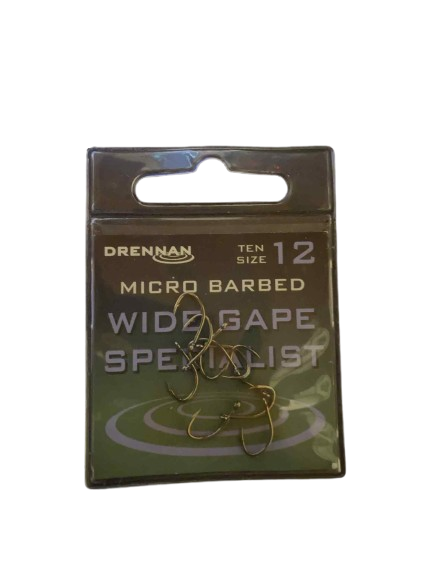 DRENNAN
TEN
SIZE 12
MICRO BARBED
WIDE GAPE
SPECIALIST